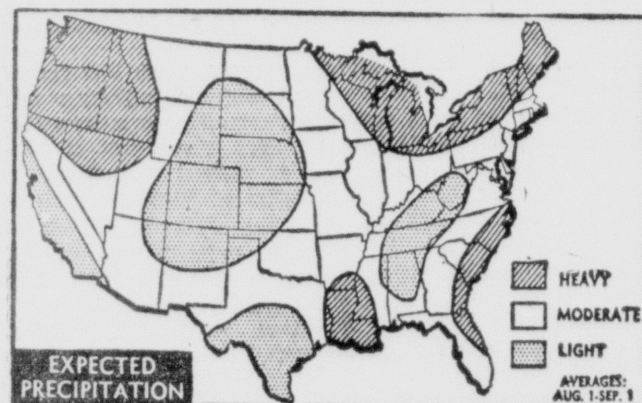 HEAVY
MODERATE
LIGHT
AVERAGES:
AUG. 1-SEP. 1
EXPECTED
PRECIPITATION